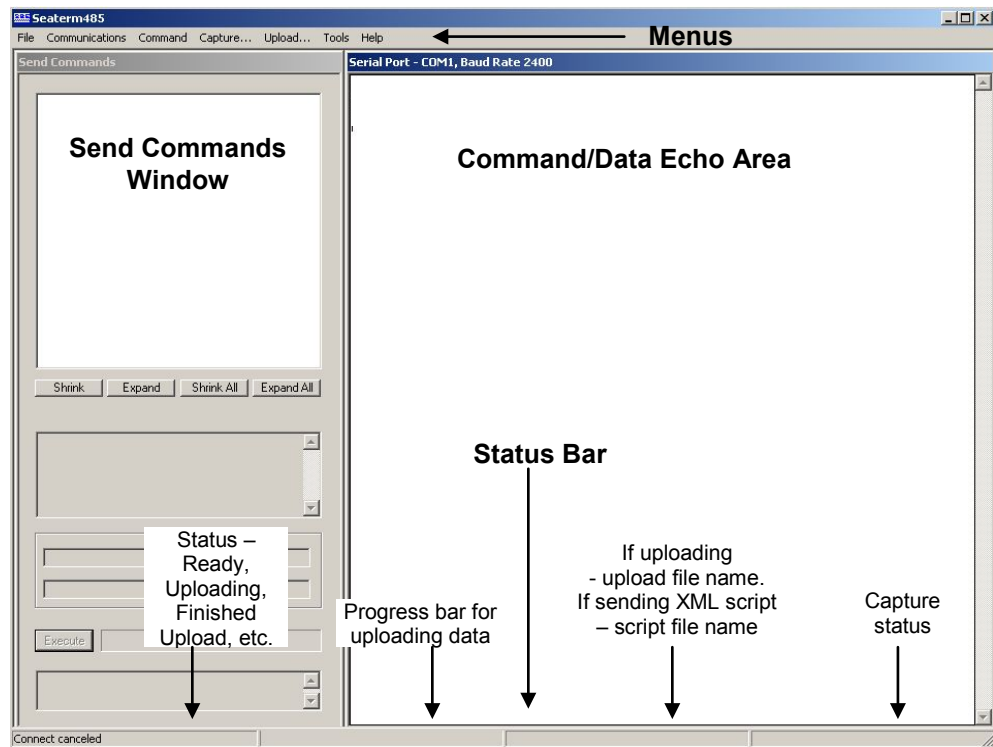 Seaterm485
File Communications Command Capture... Upload... Tools Help
Menus
Send Commands
Serial Port - COM1, Baud Rate 2400
Send Commands
Window
Command/Data Echo Area
Shrink Expand Shrink All Expand All
Status Bar
Status –
Ready,
Uploading,
Finished
Upload, etc.
Progress bar for
uploading data
If uploading
- upload file name.
If sending XML script
– script file name
Capture
status
Execute
Connect canceled